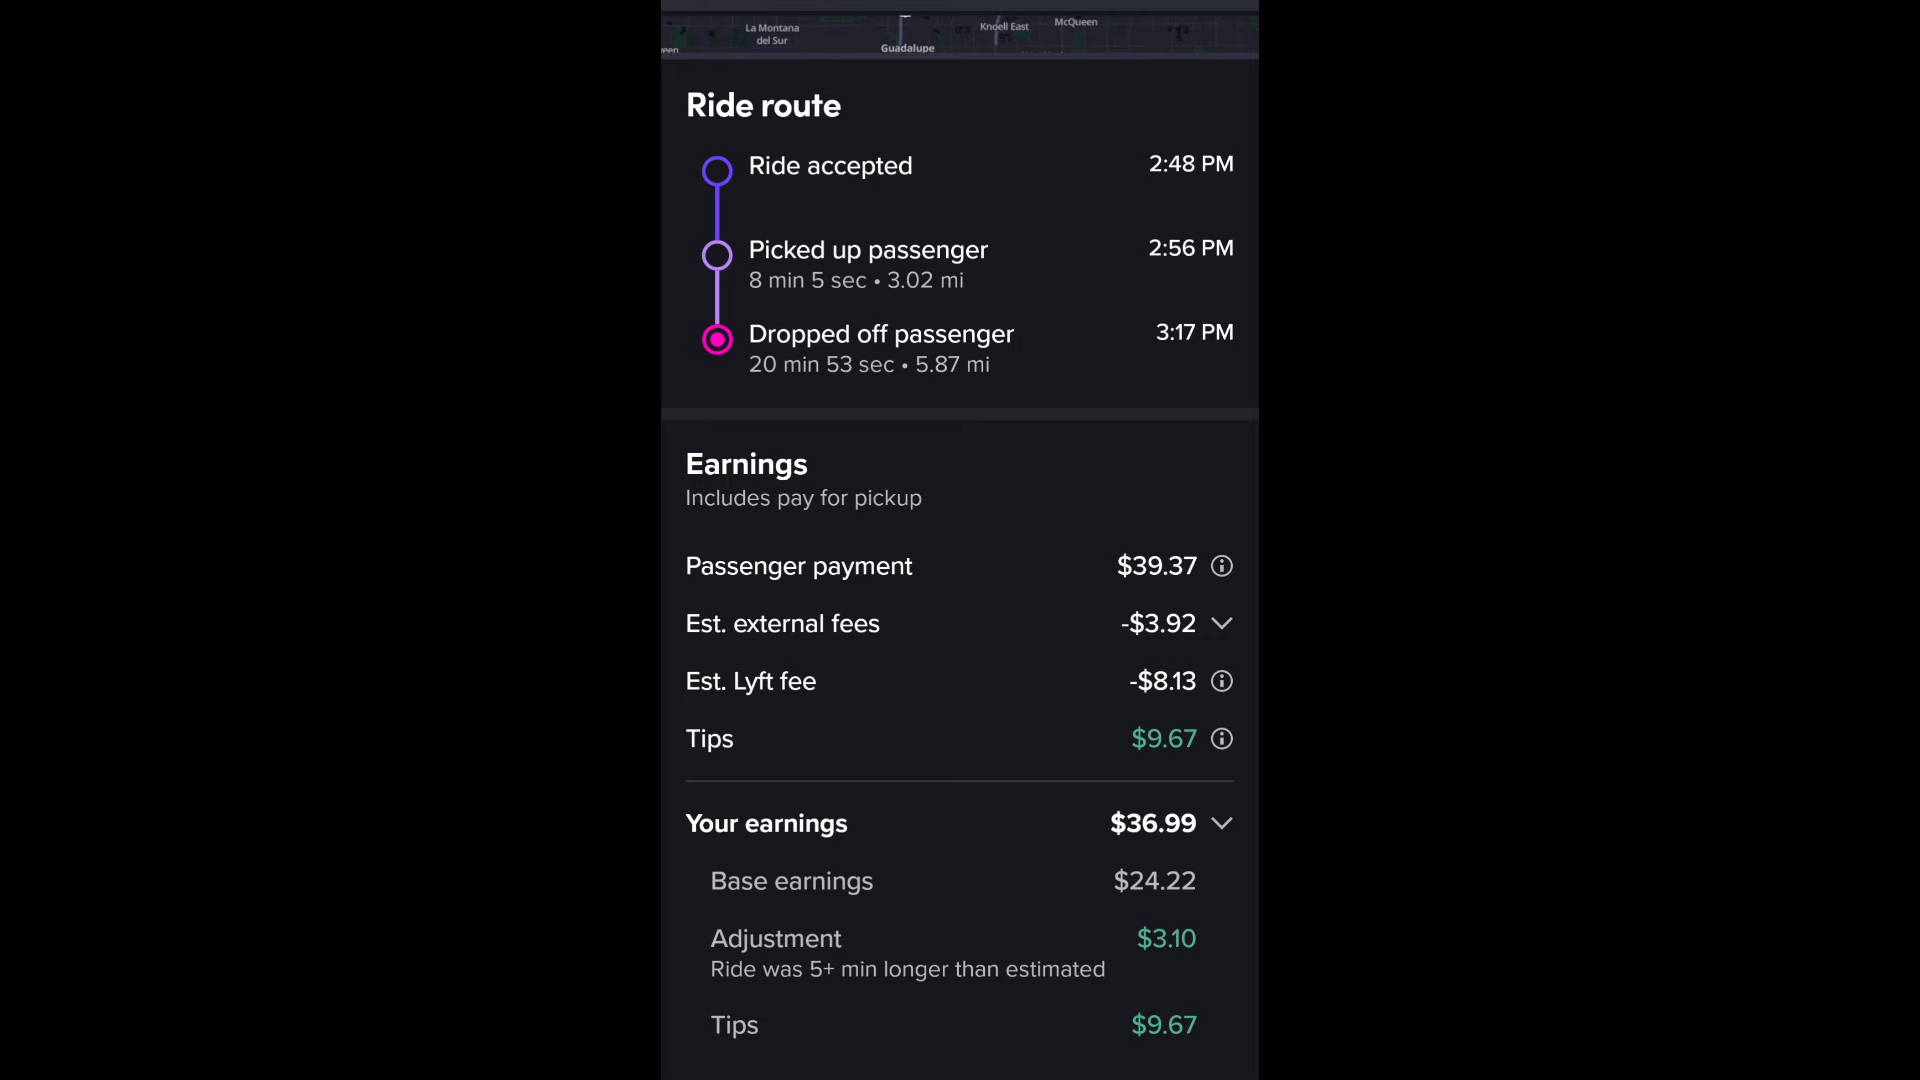 La Montana
del Sur
Knoell East
McQueen
een
Guadalupe
Ride route
Ride accepted 2:48 PM
Picked up passenger 2:56 PM
8 min 5 sec • 3.02 mi
Dropped off passenger 3:17 PM
20 min 53 sec • 5.87 mi
Earnings
Includes pay for pickup
Passenger payment $39.37
Est. external fees -$3.92
Est. Lyft fee -$8.13
Tips $9.67
Your earnings $36.99
Base earnings $24.22
Adjustment $3.10
Ride was 5+ min longer than estimated
Tips $9.67